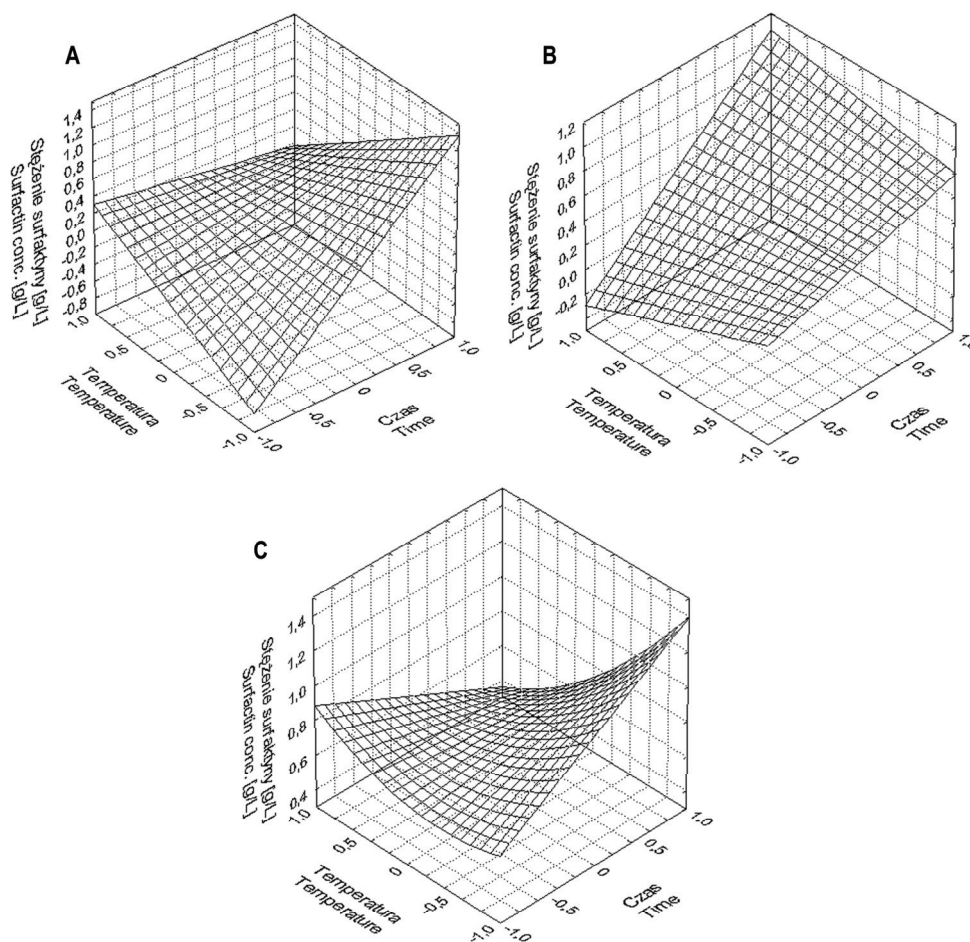 A
Stężenie surfaktyny [g/L]
Surfactin conc. [g/L]
1,4
1,2
1,0
0,8
0,6
0,4
0,2
0,0
-0,2
-0,4
-0,6
-0,8
1,0
0,5
0
-0,5
-1,0
Temperatura
Temperature
-1,0
-0,5
0
0,5
1,0
Czas
Time
B
Stężenie surfaktyny [g/L]
Surfactin conc. [g/L]
1,2
1,0
0,8
0,6
0,4
0,2
0,0
-0,2
1,0
0,5
0
-0,5
-1,0
Temperatura
Temperature
-1,0
-0,5
0
0,5
1,0
Czas
Time
C
Stężenie surfaktyny [g/L]
Surfactin conc. [g/L]
1,4
1,2
1,0
0,8
0,6
0,4
1,0
0,5
0
-0,5
-1,0
Temperatura
Temperature
-1,0
-0,5
0
0,5
1,0
Czas
Time